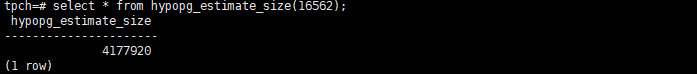 tpch=# select * from hypopg_estimate_size(16562);
hypopg_estimate_size
----------------------
4177920
(1 row)